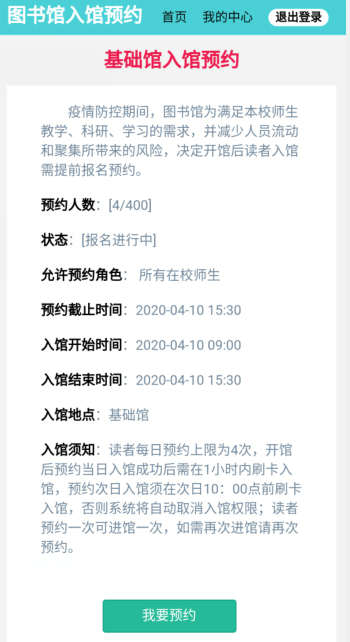 图书馆入馆预约 首页 我的中心 退出登录
基础馆入馆预约
疫情防控期间，图书馆为满足本校师生
教学、科研、学习的需求，并减少人员流动
和聚集所带来的风险，决定开馆后读者入馆
需提前报名预约。
预约人数：[4/400]
状态：[报名进行中]
允许预约角色： 所有在校师生
预约截止时间：2020-04-10 15:30
入馆开始时间：2020-04-10 09:00
入馆结束时间：2020-04-10 15:30
入馆地点：基础馆
入馆须知：读者每日预约上限为4次，开馆
后预约当日入馆成功后需在1小时内刷卡入
馆，预约次日入馆须在次日10：00点前刷卡
入馆，否则系统将自动取消入馆权限；读者
预约一次可进馆一次，如需再次进馆请再次
预约。
我要预约